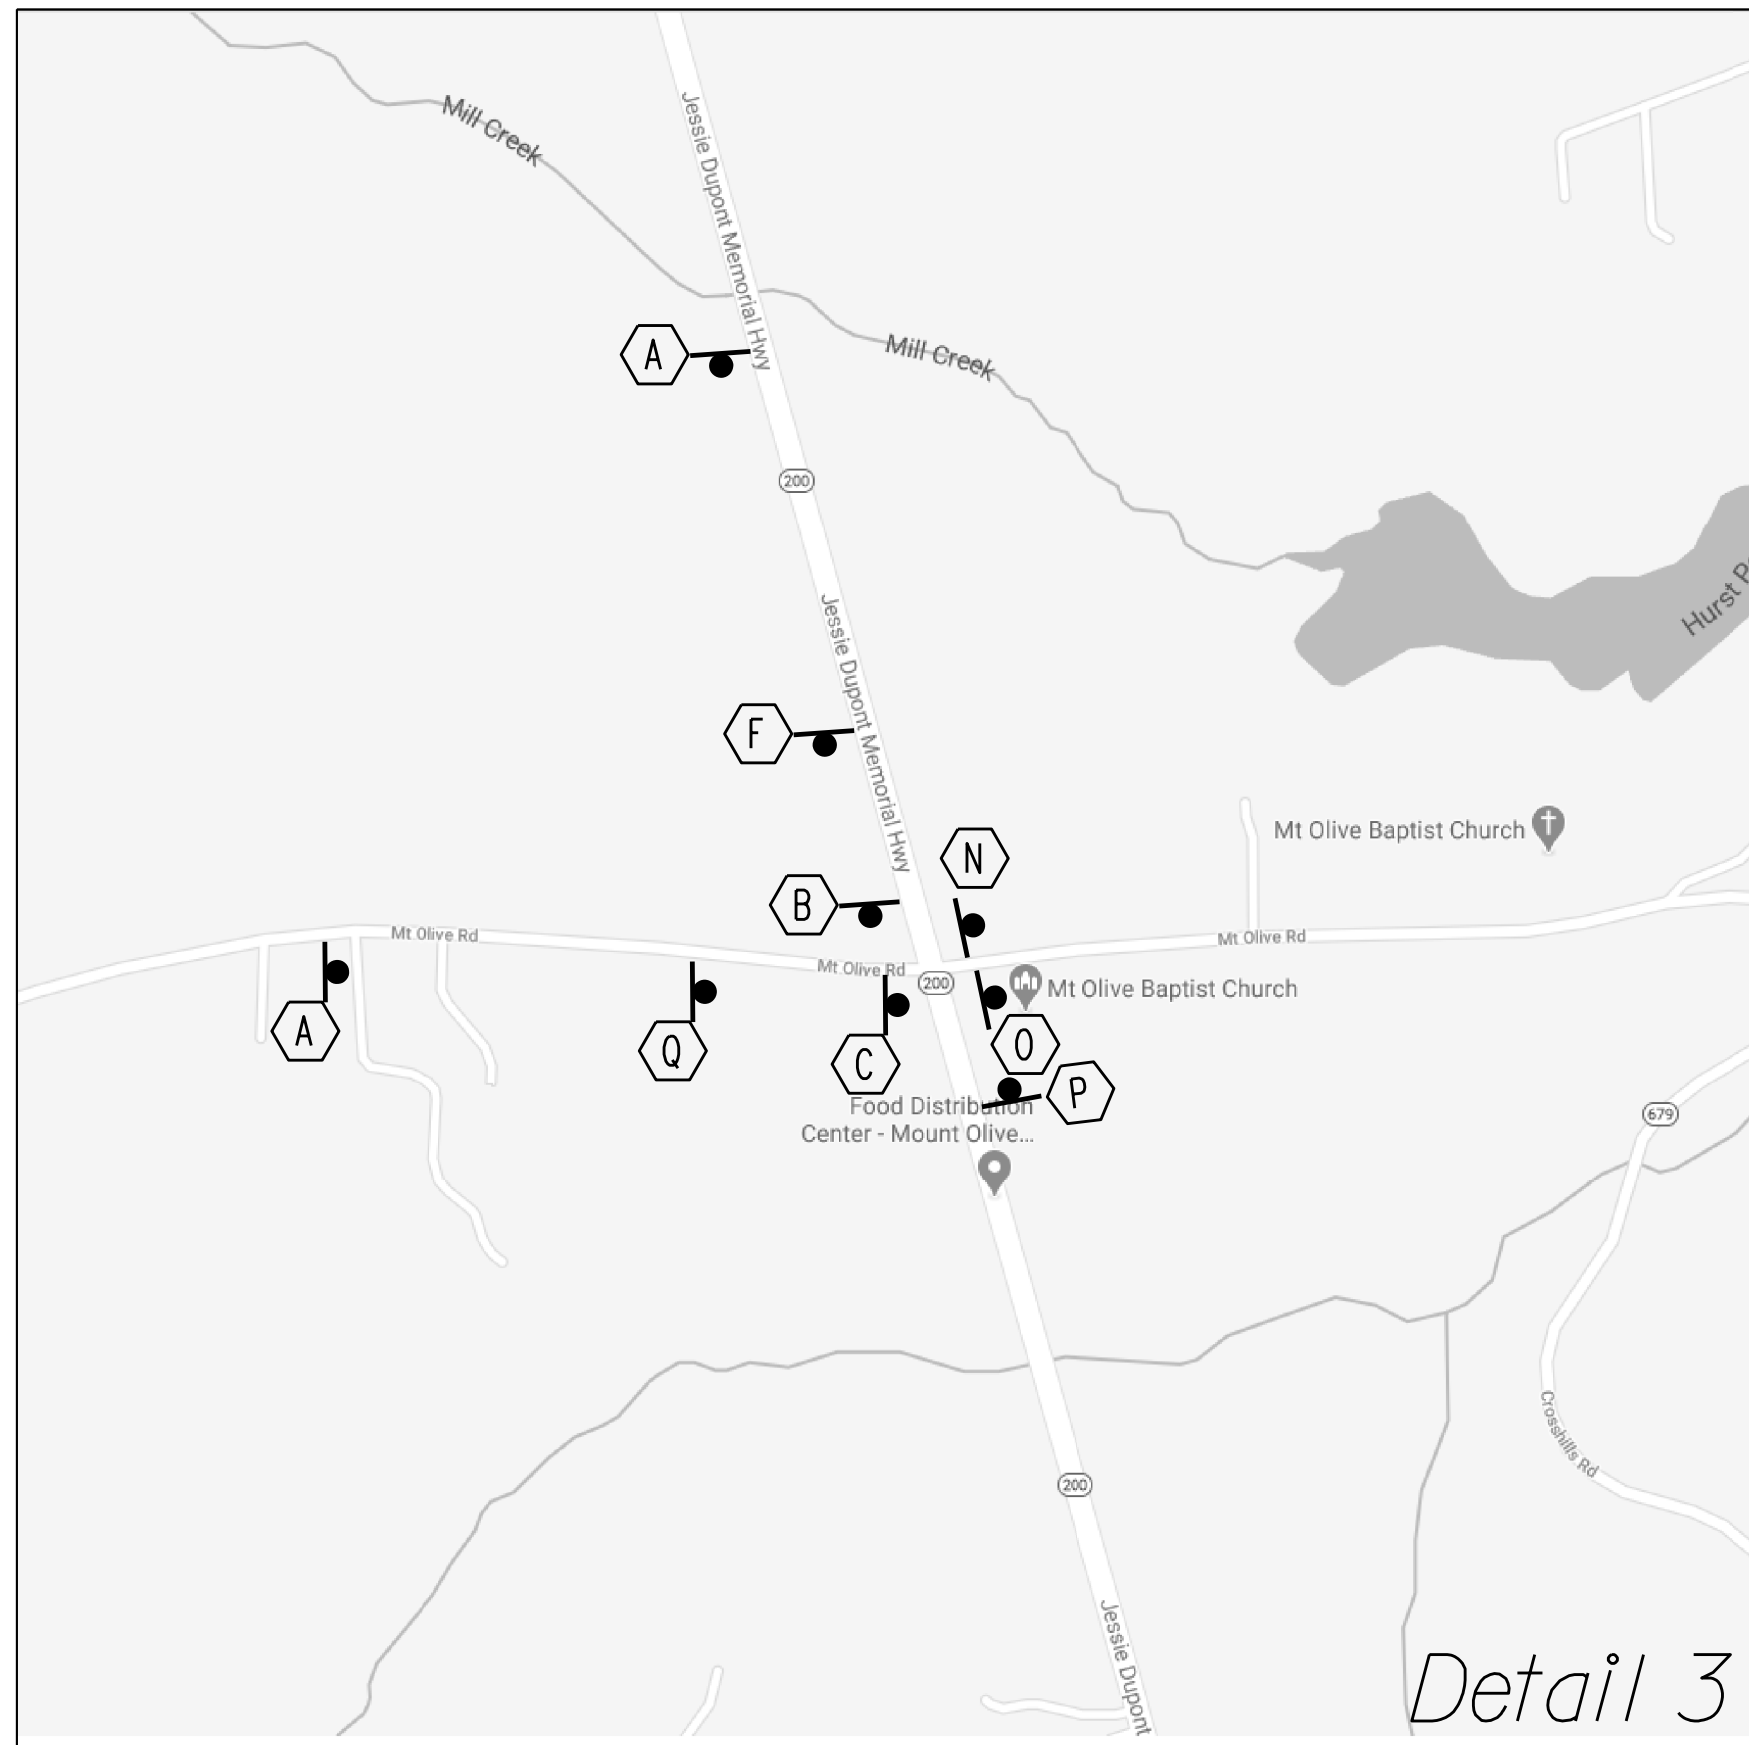 Jessie Dupont Memorial Hwy
Mill Creek
A
Mill Creek
200
Hurst
Jessie Dupont Memorial Hwy
F
Mt Olive Baptist Church
N
B
Mt Olive Rd
Mt Olive Rd
Mt Olive Rd
200
Mt Olive Baptist Church
A
Q
C
O
P
Food Distribution
Center - Mount Olive...
679
Crosshills Rd
200
Jessie Dupont
Detail 3